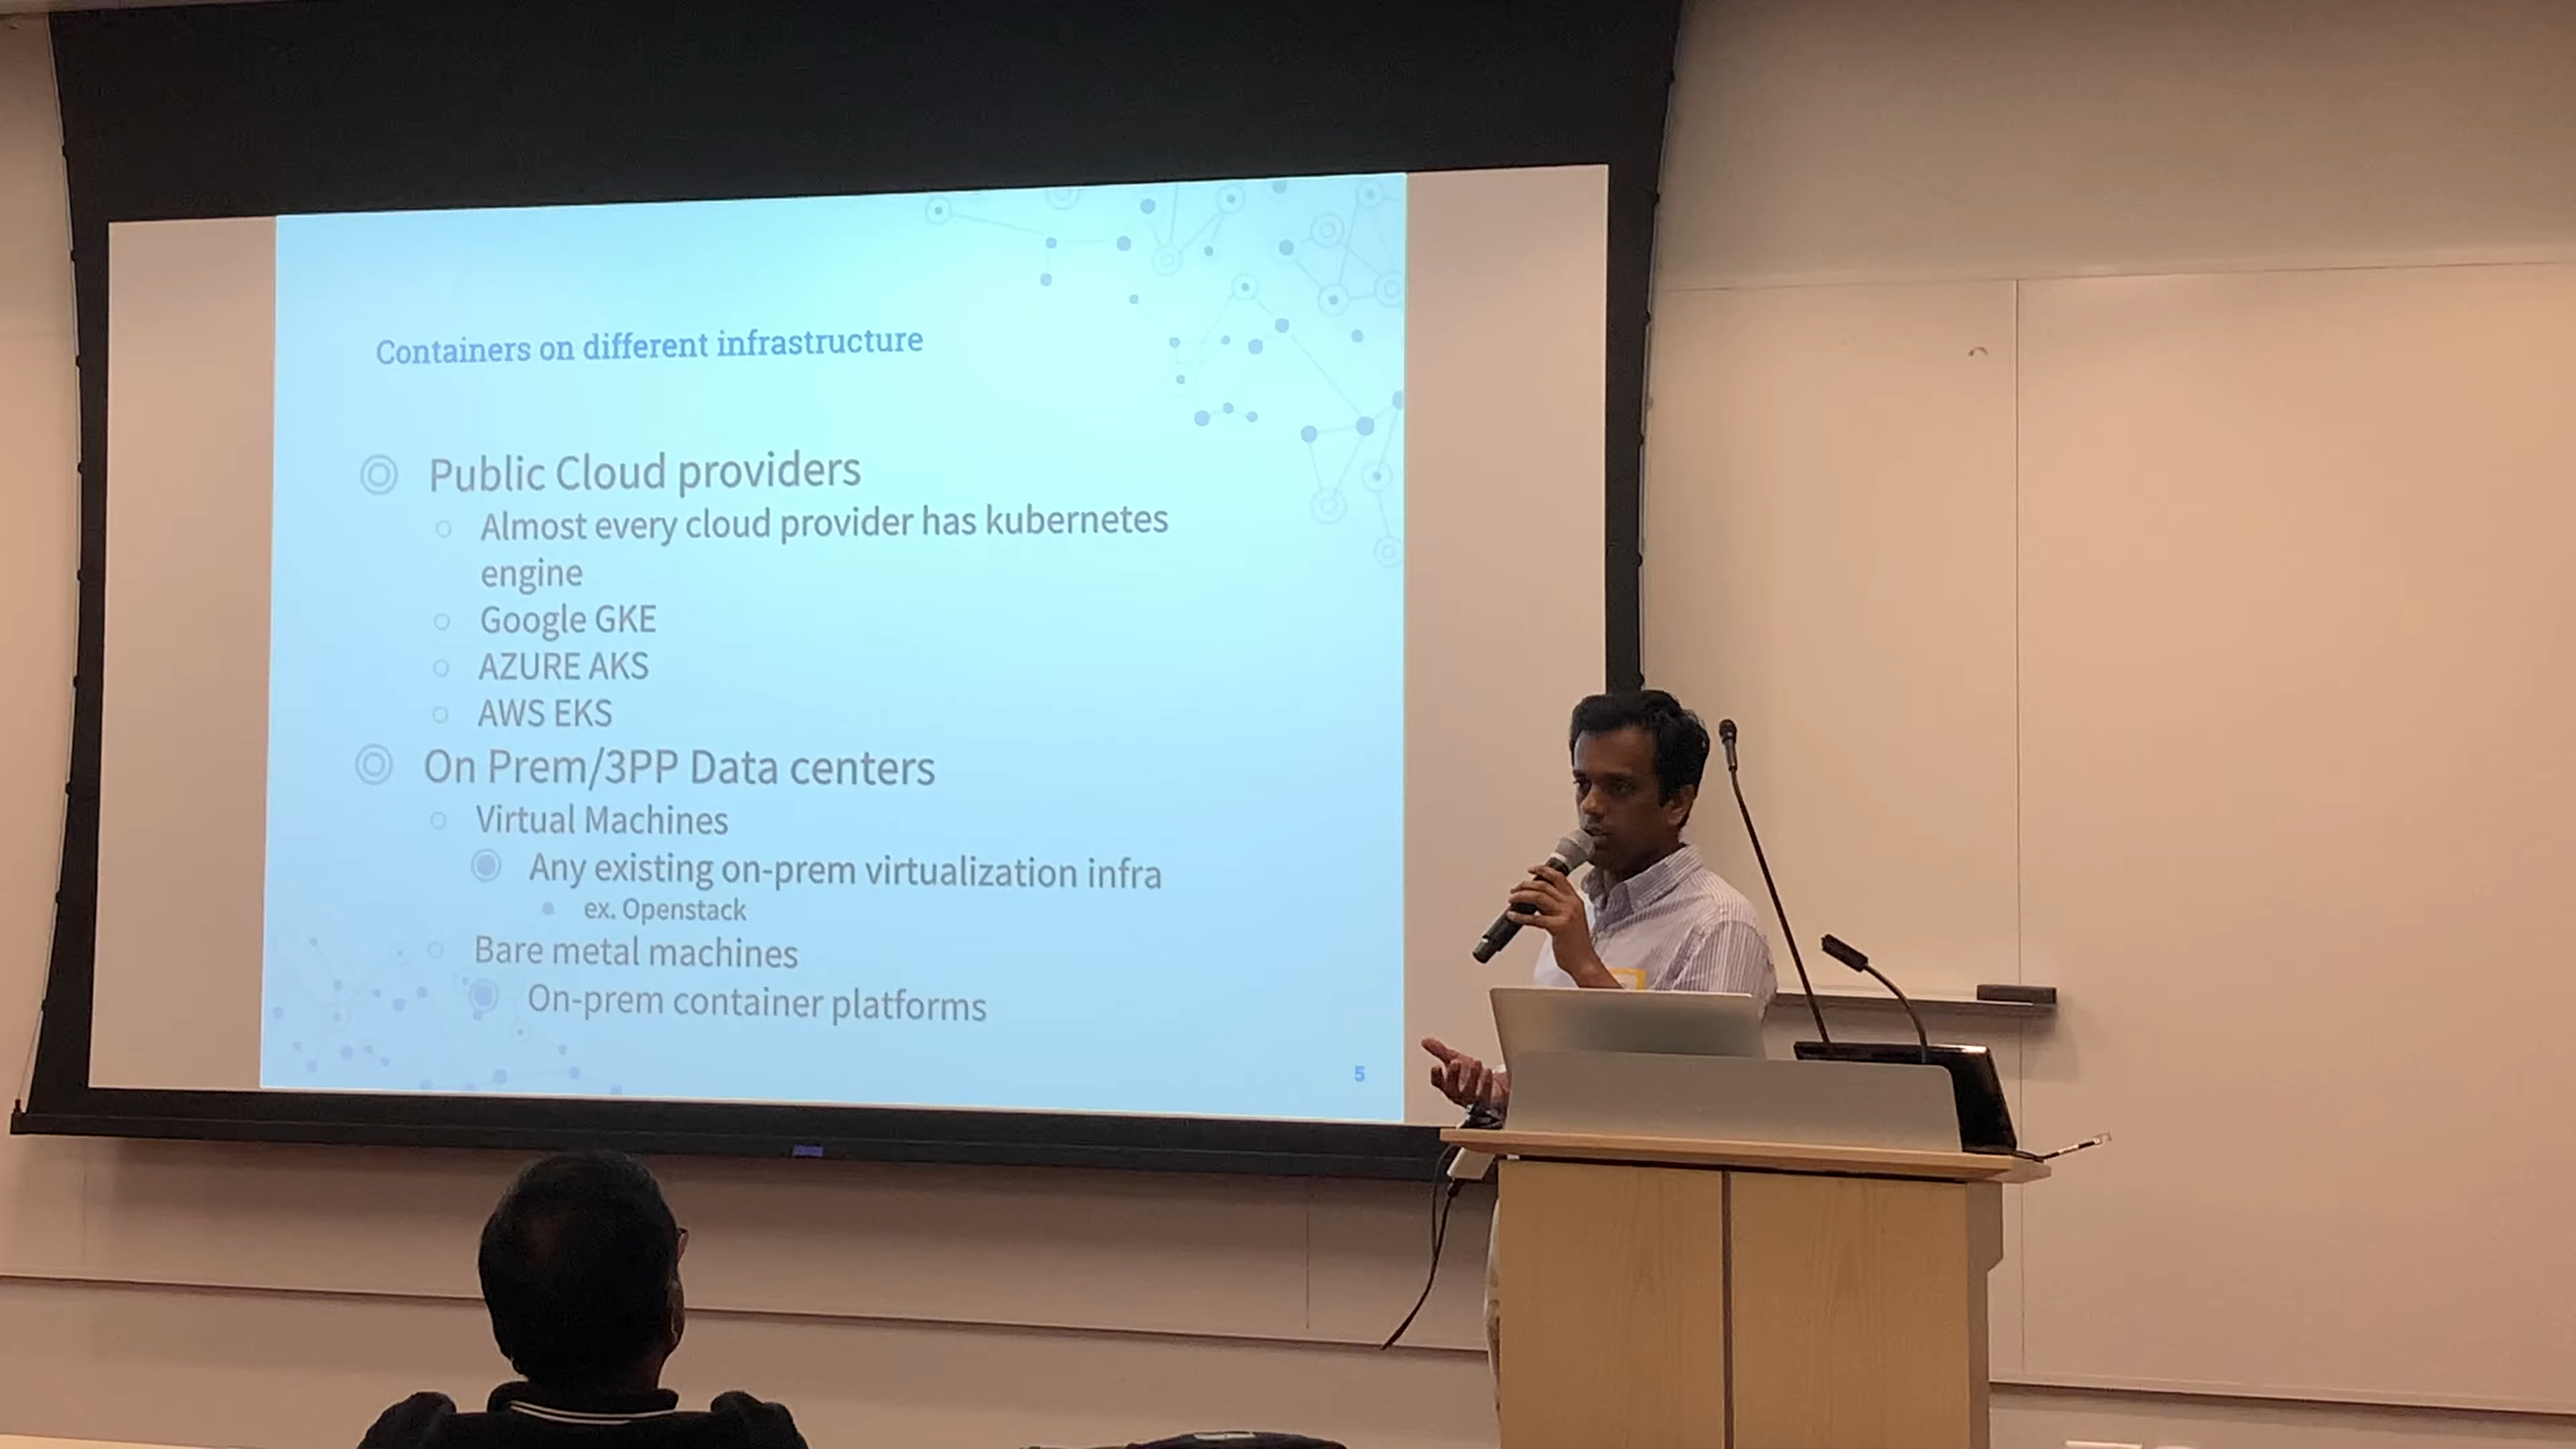 Containers on different infrastructure
Public Cloud providers
Almost every cloud provider has kubernetes
engine
Google GKE
AZURE AKS
AWS EKS
On Prem/3PP Data centers
Virtual Machines
Any existing on-prem virtualization infra
ex. Openstack
Bare metal machines
On-prem container platforms
5